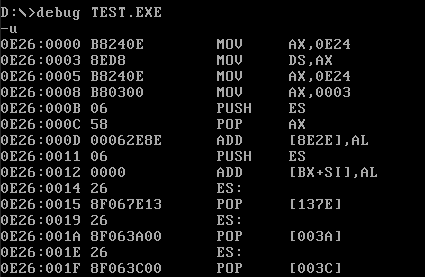 D:\>debug TEST.EXE
-u
0E26:0000 B8240E MOV AX,0E24
0E26:0003 8ED8 MOV DS,AX
0E26:0005 B8240E MOV AX,0E24
0E26:0008 B80300 MOV AX,0003
0E26:000B 06 PUSH ES
0E26:000C 58 POP AX
0E26:000D 00062E8E ADD [8E2E],AL
0E26:0011 06 PUSH ES
0E26:0012 0000 ADD [BX+SI],AL
0E26:0014 26 ES:
0E26:0015 8F067E13 POP [137E]
0E26:0019 26 ES:
0E26:001A 8F063A00 POP [003A]
0E26:001E 26 ES:
0E26:001F 8F063C00 POP [003C]